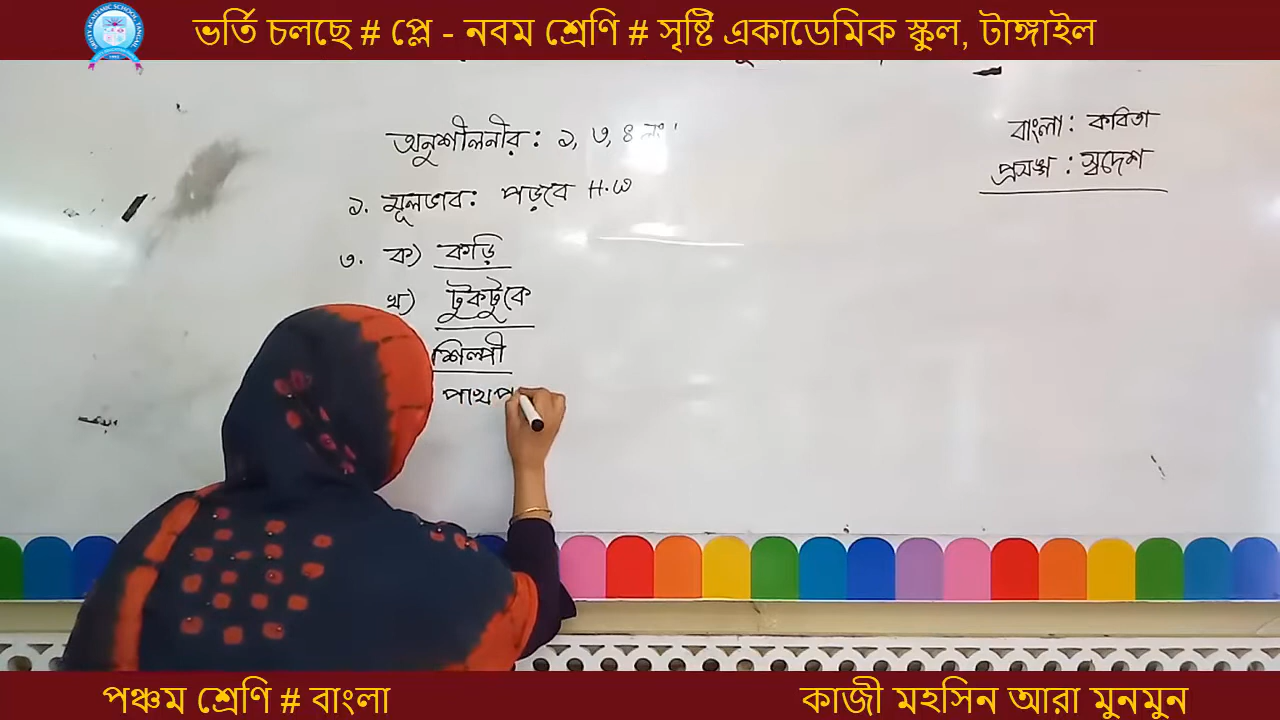 ভর্তি চলছে # প্লে - নবম শ্রেণি # সৃষ্টি একাডেমিক স্কুল, টাঙ্গাইল
বাংলা : কবিতা
প্রসঙ্গ : স্বদেশ
অনুশীলনীর : ১, ৩, ৪ নং
১. মূলভাব : পড়বে H.W
৩. ক) কড়ি
খ) টুকটুকে
শিল্পী
পঞ্চম শ্রেণি # বাংলা
কাজী মহসিন আরা মুনমুন